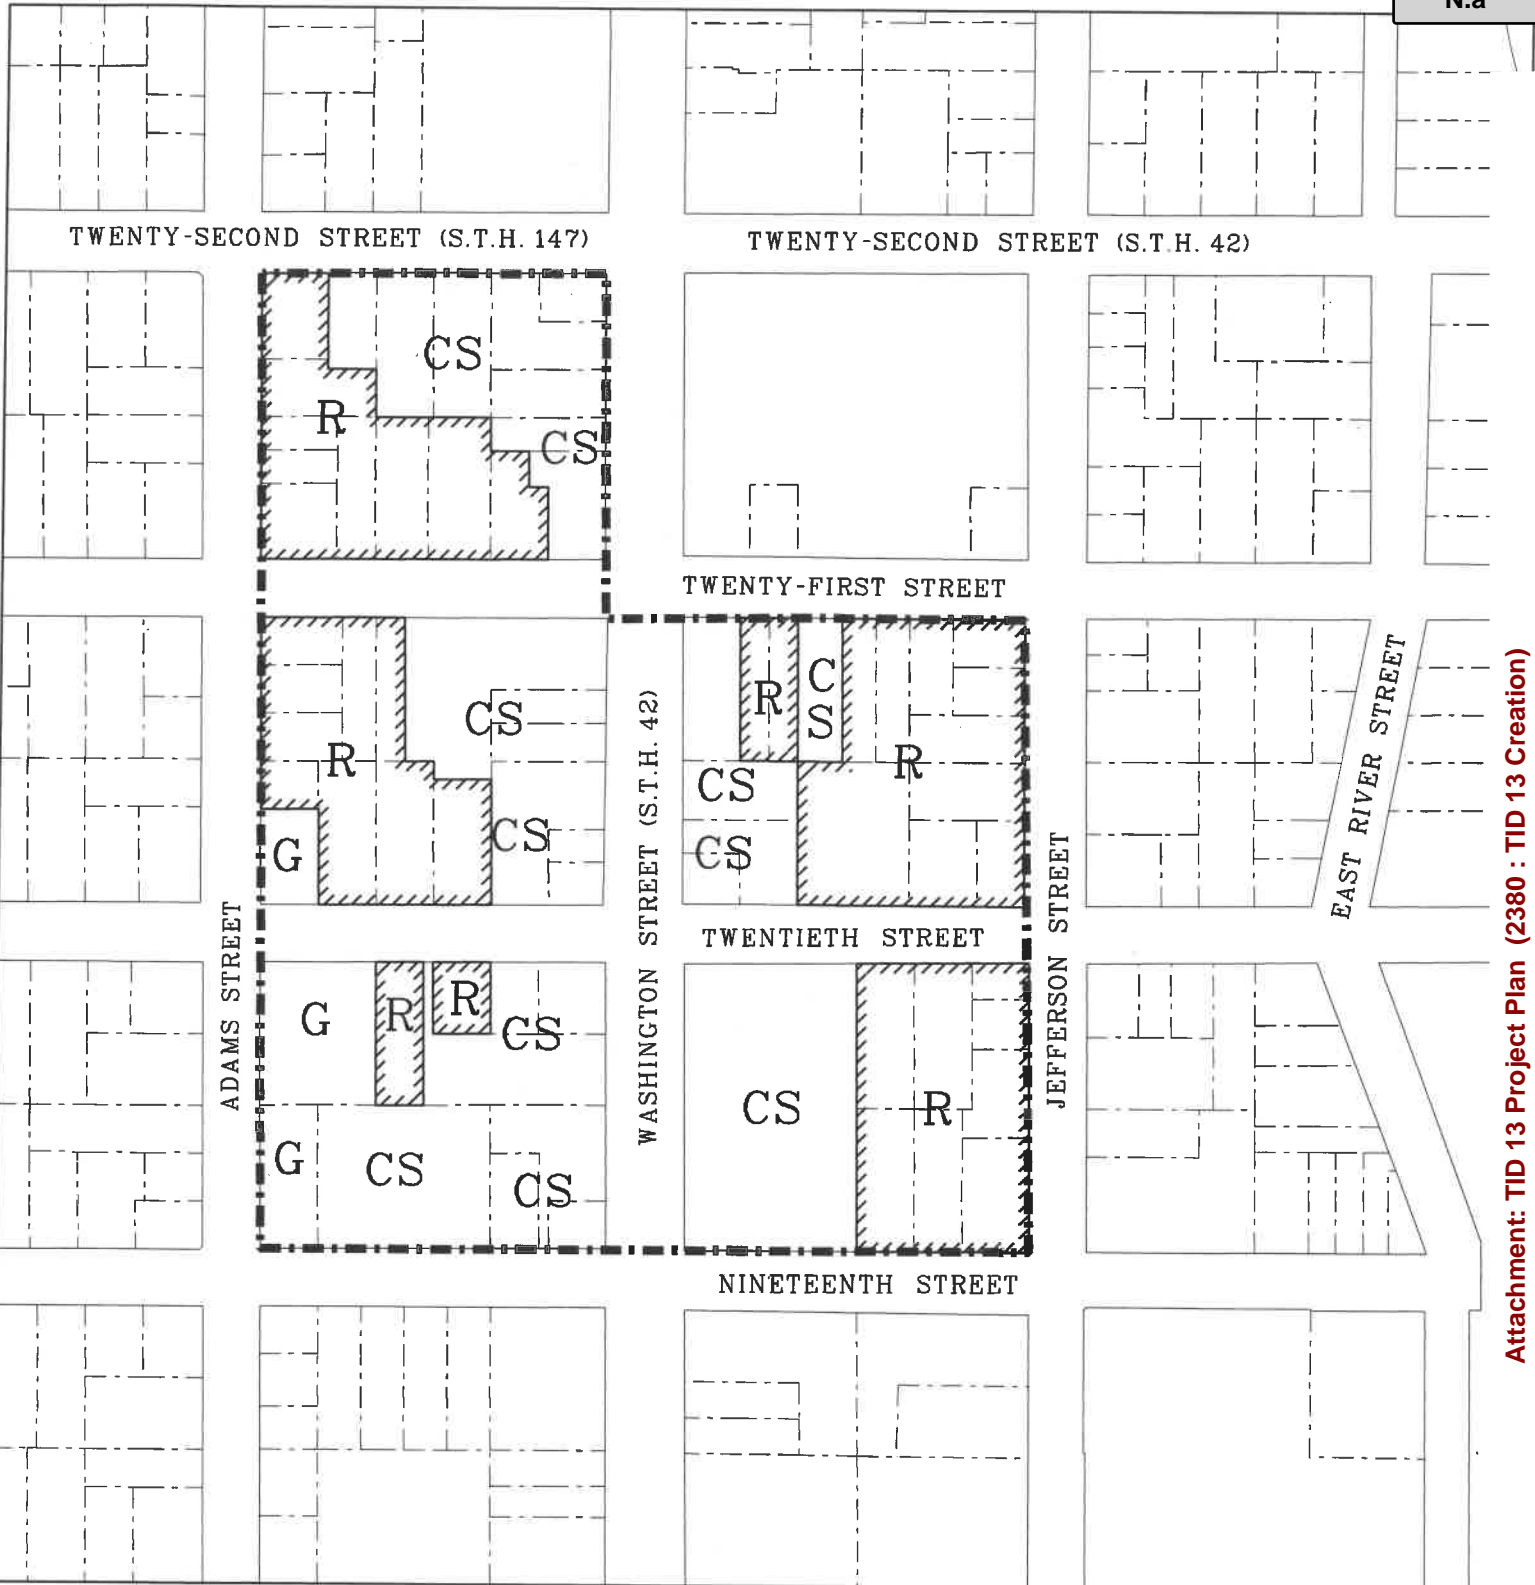 N.a
TWENTY-SECOND STREET (S.T.H. 147)
TWENTY-SECOND STREET (S.T.H. 42)
CS
R
CS
TWENTY-FIRST STREET
R
C
S
CS
R
R
CS
CS
CS
G
WASHINGTON STREET (S.T.H. 42)
EAST RIVER STREET
ADAMS STREET
TWENTIETH STREET
JEFFERSON STREET
G
R
R
CS
CS
R
G
CS
CS
NINETEENTH STREET
Attachment: TID 13 Project Plan (2380 : TID 13 Creation)